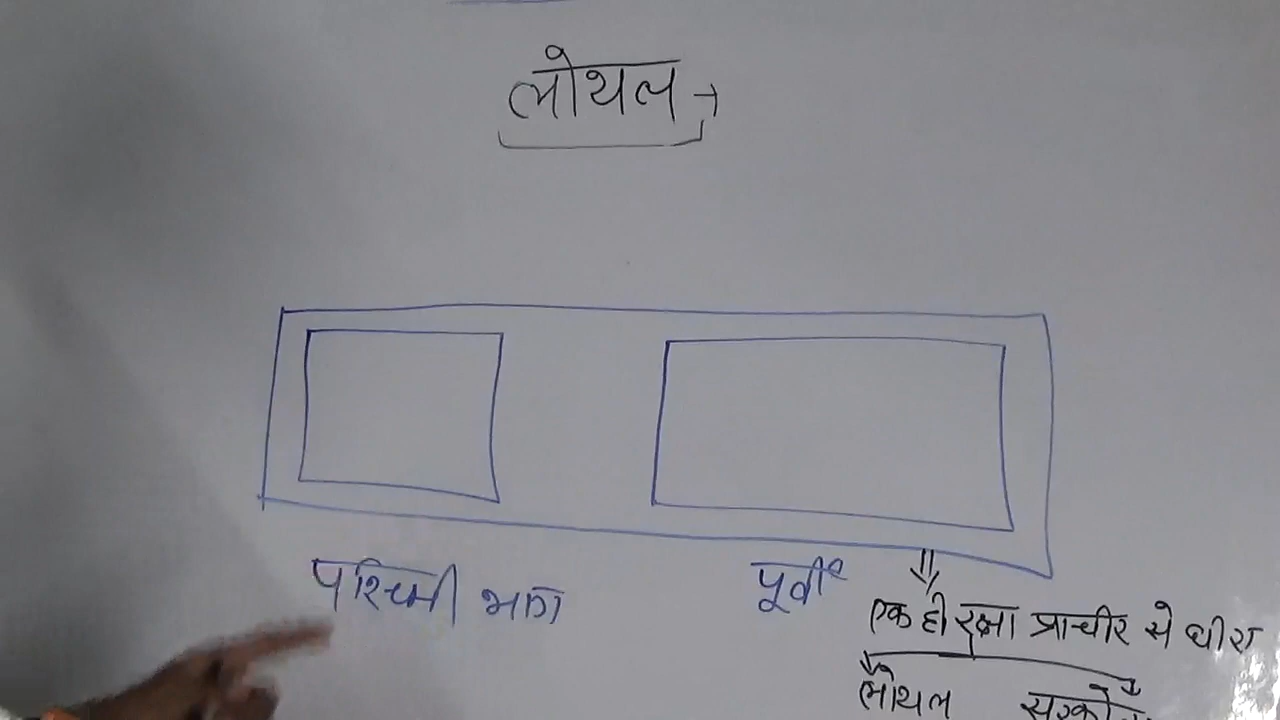 लोथल →
पश्चिमी भाग
पूर्वी
एक ही रक्षा प्राचीर से घीरा
लोथल